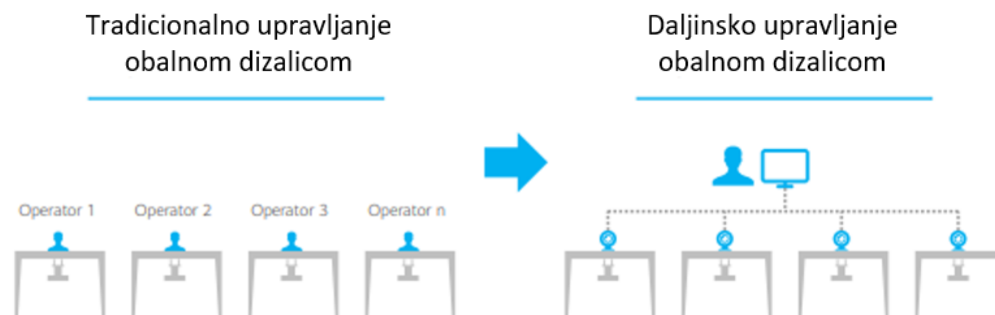 Tradicionalno upravljanje
obalnom dizalicom
Daljinsko upravljanje
obalnom dizalicom
Operator 1
Operator 2
Operator 3
Operator n